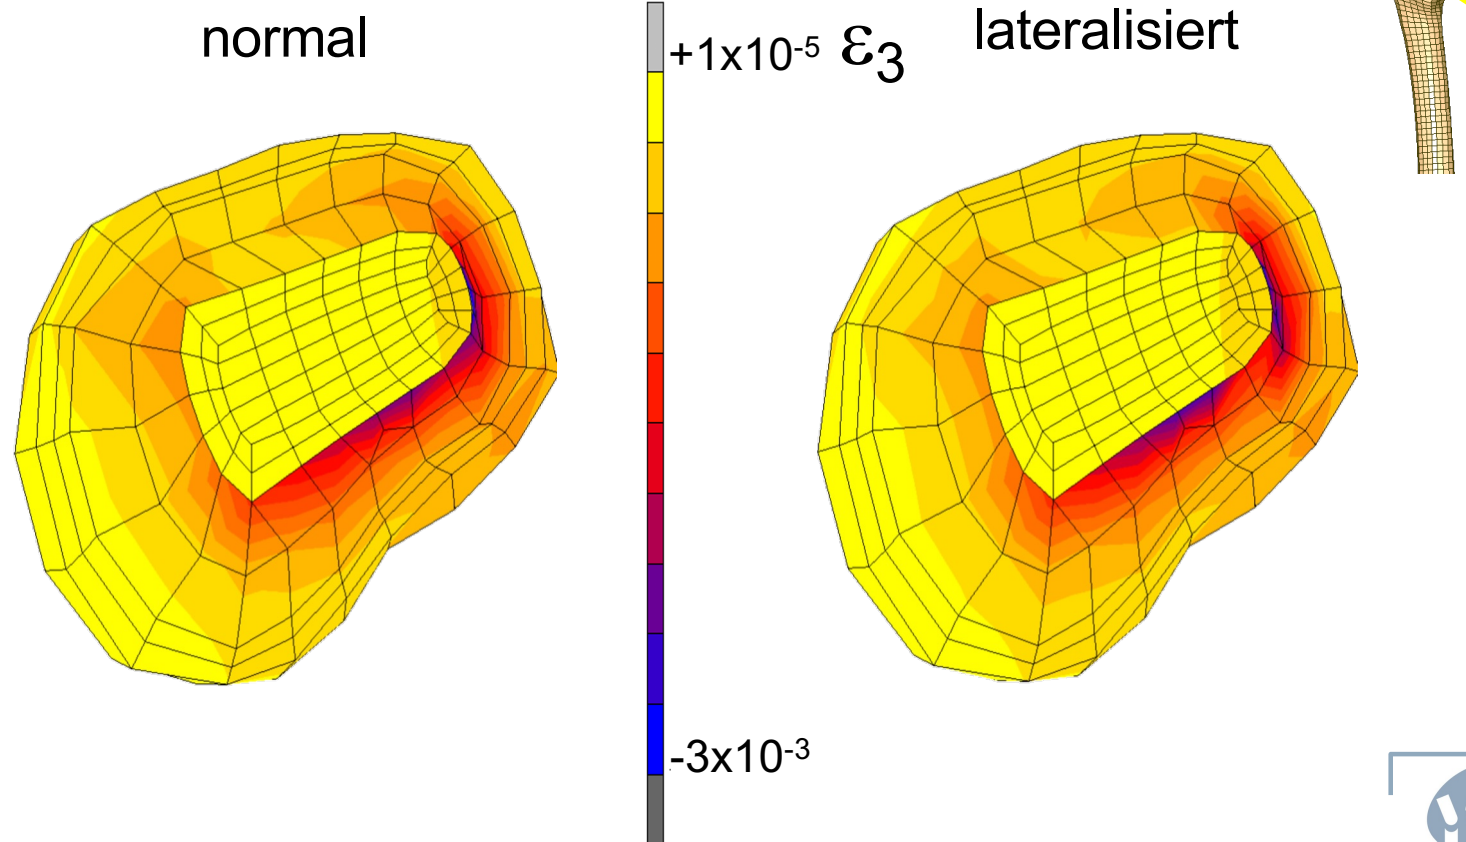 normal
+1x10⁻⁵ ε₃
lateralisiert
-3x10⁻³